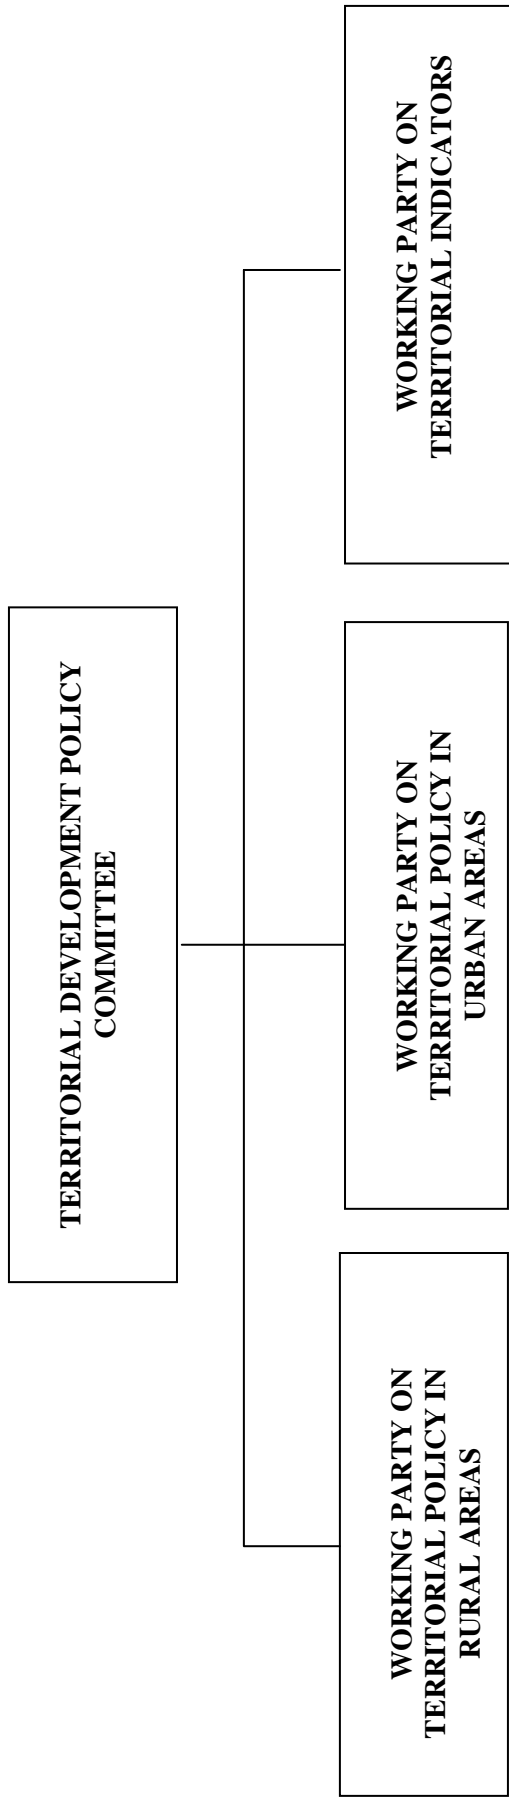 TERRITORIAL DEVELOPMENT POLICY
COMMITTEE
WORKING PARTY ON
TERRITORIAL POLICY IN
RURAL AREAS
WORKING PARTY ON
TERRITORIAL POLICY IN
URBAN AREAS
WORKING PARTY ON
TERRITORIAL INDICATORS